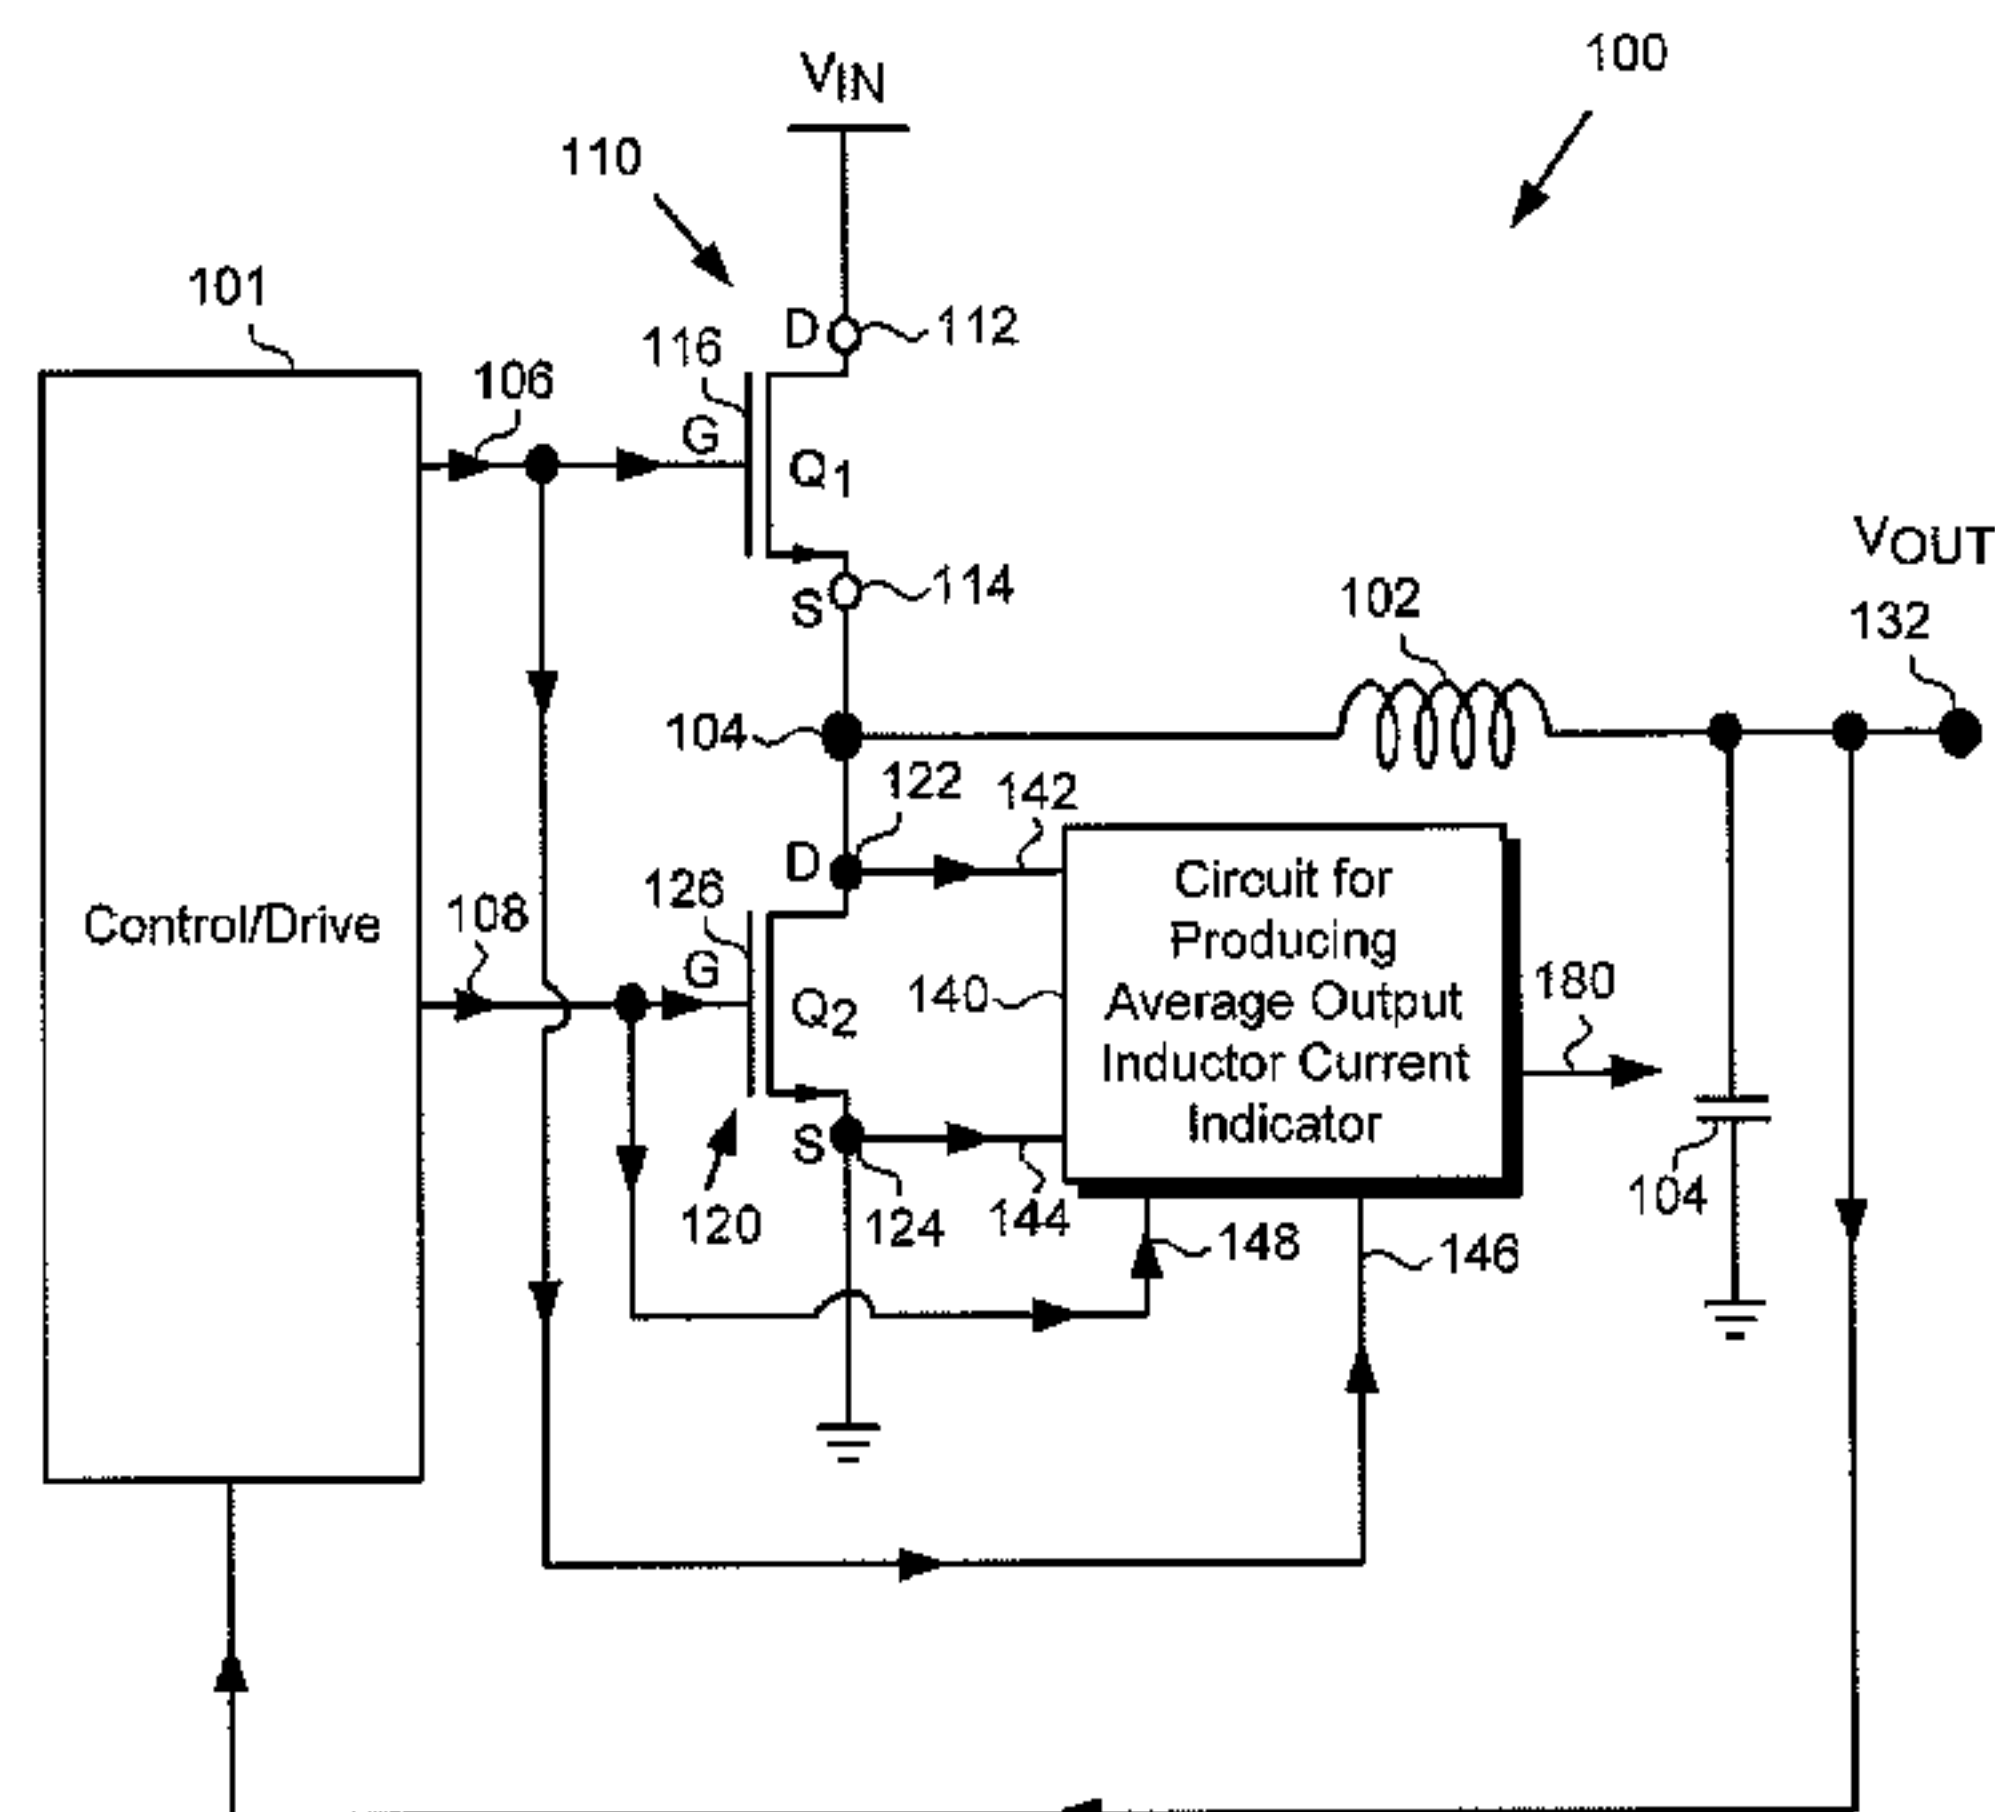 100
VIN
110
101
D
112
116
106
G
Q1
VOUT
S
114
102
132
104
122
142
D
126
Circuit for
Producing
Average Output
Inductor Current
Indicator
Control/Drive
108
G
Q2
140
180
S
120
124
144
148
146
104